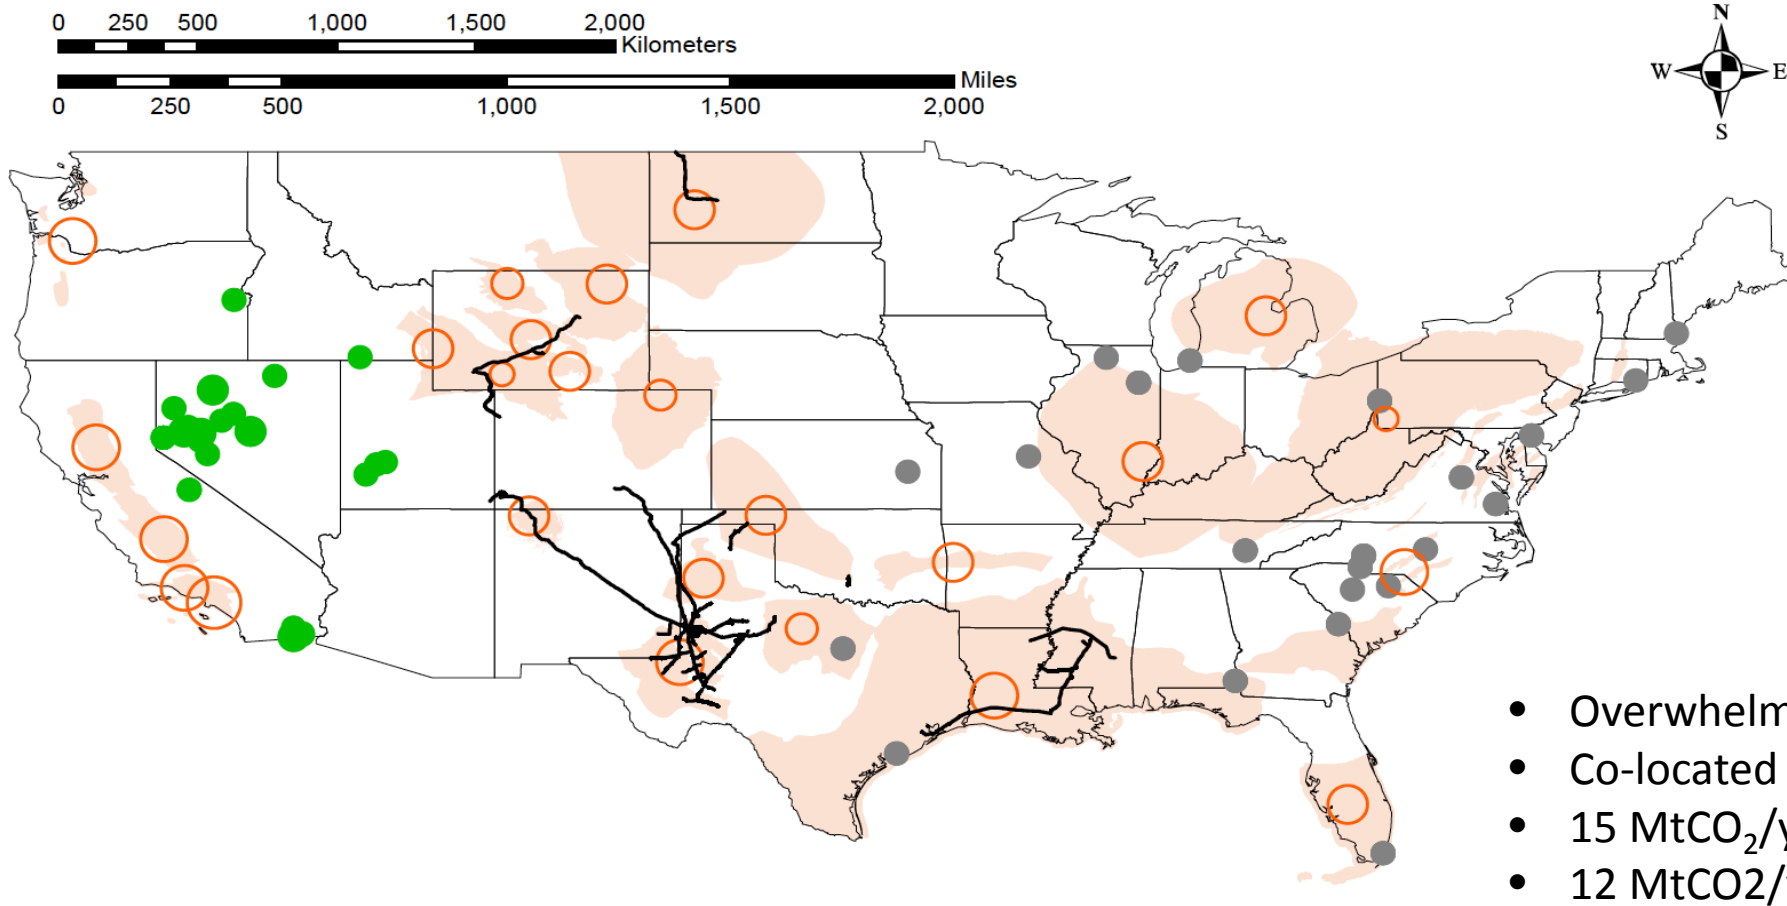 0 250 500 1,000 1,500 2,000
Kilometers
Miles
0 250 500 1,000 1,500 2,000
N
W E
S
• Overwhelm
• Co-located
• 15 MtCO₂/y
• 12 MtCO2/